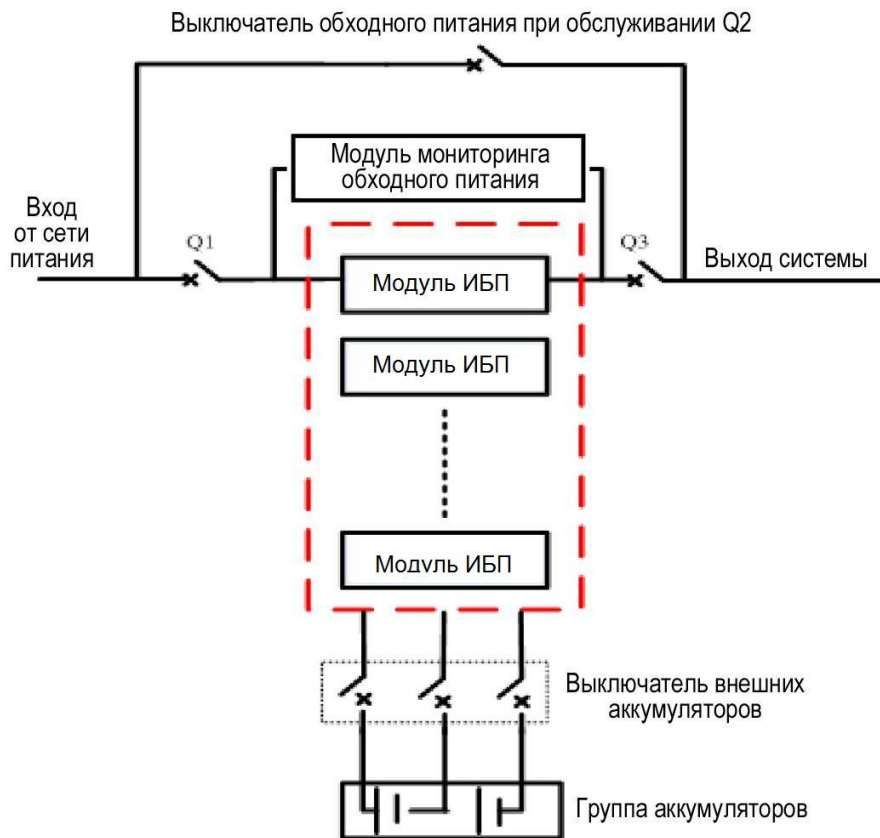 Выключатель обходного питания при обслуживании Q2
Модуль мониторинга
обходного питания
Вход
от сети
питания
Q1
Q3
Выход системы
Модуль ИБП
Модуль ИБП
Модуль ИБП
Выключатель внешних
аккумуляторов
Группа аккумуляторов